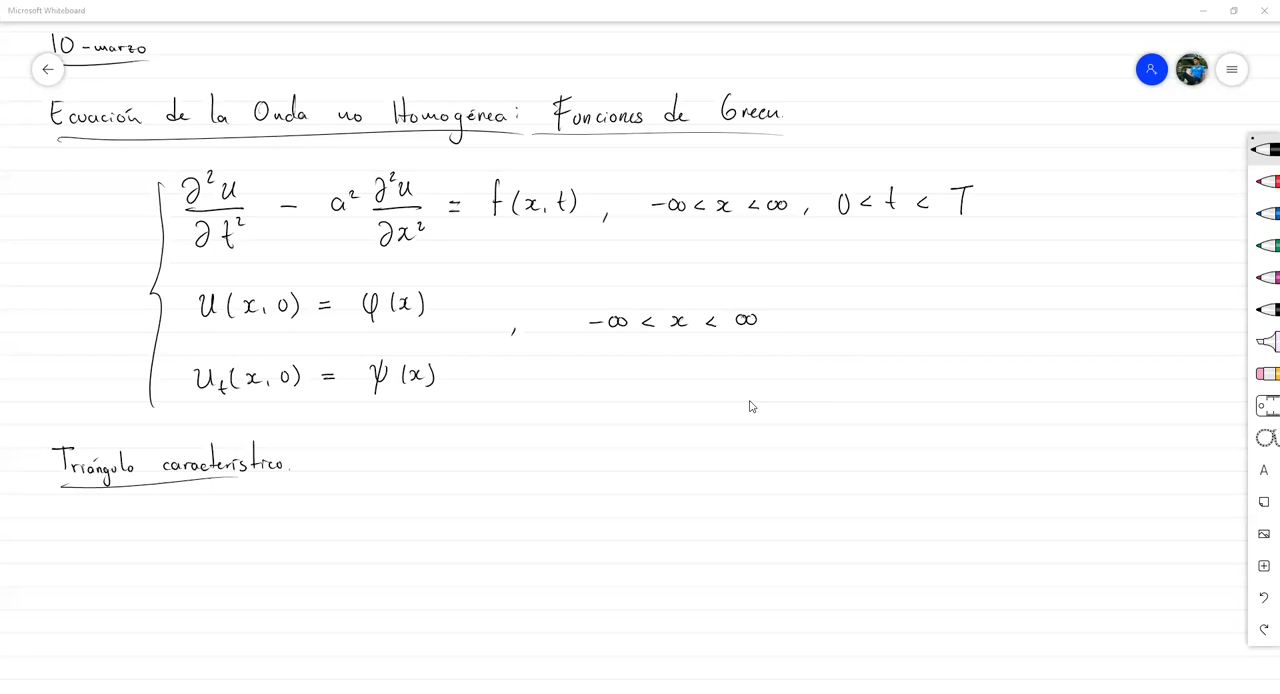 Microsoft Whiteboard
10 - marzo
Ecuación de la Onda no Homogénea: Funciones de Green.
∂²u/∂t² - a² ∂²u/∂x² = f(x,t), -∞ < x < ∞, 0 < t < T
u(x,0) = φ(x)
, -∞ < x < ∞
u_t(x,0) = ψ(x)
Triángulo característico.
A